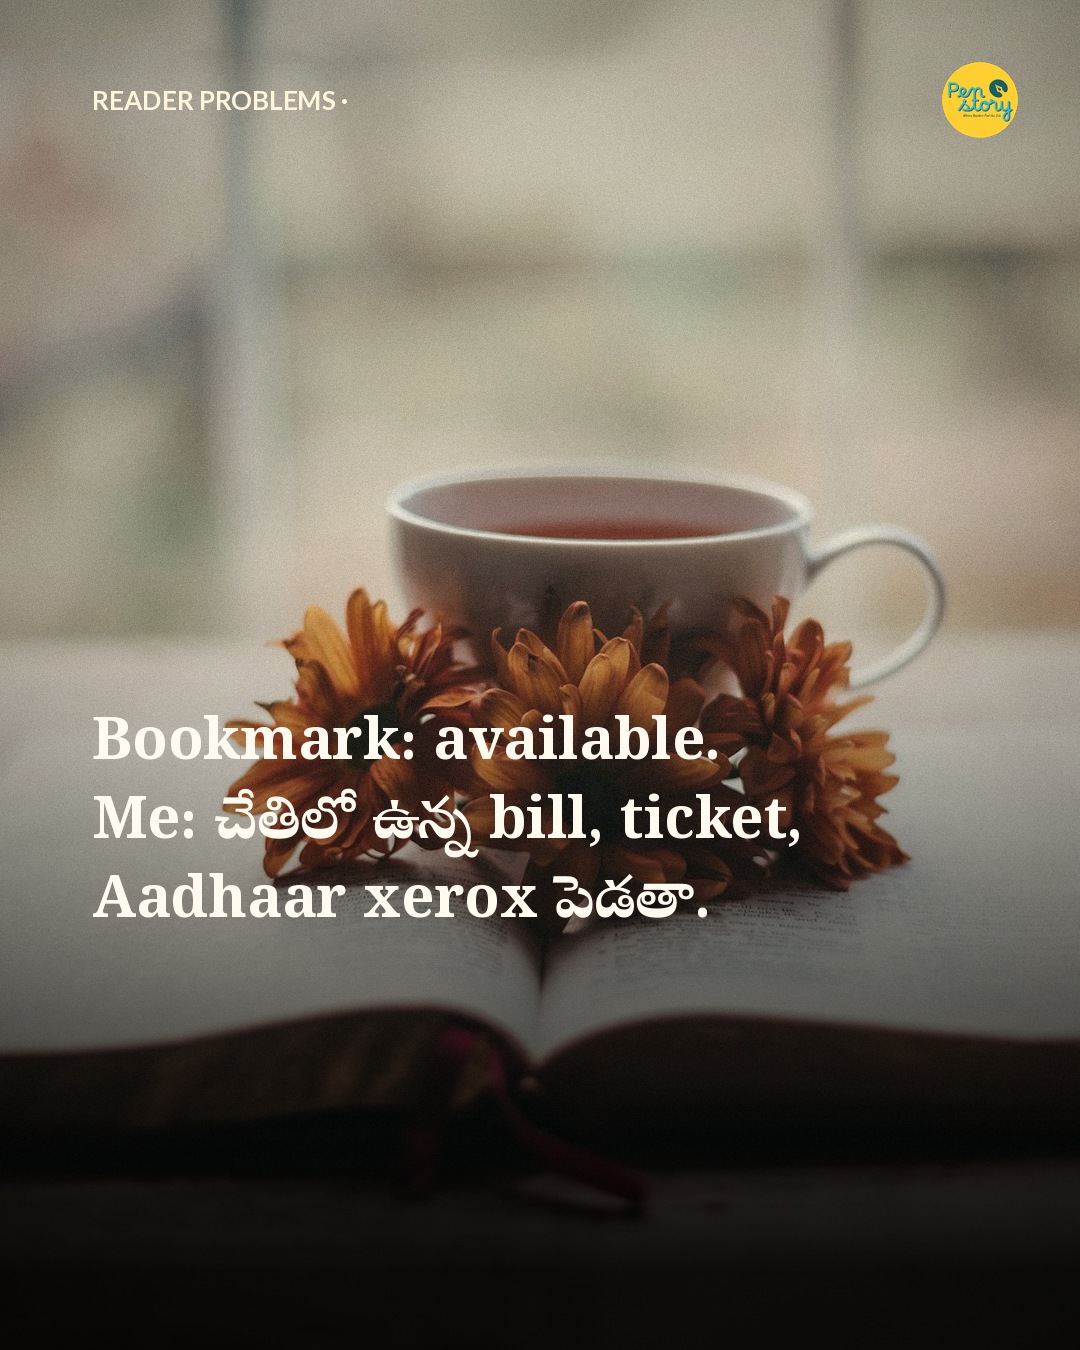 READER PROBLEMS •
Pen
story
Bookmark: available.
Me: చేతిలో ఉన్న bill, ticket,
Aadhaar xerox పెడతా.